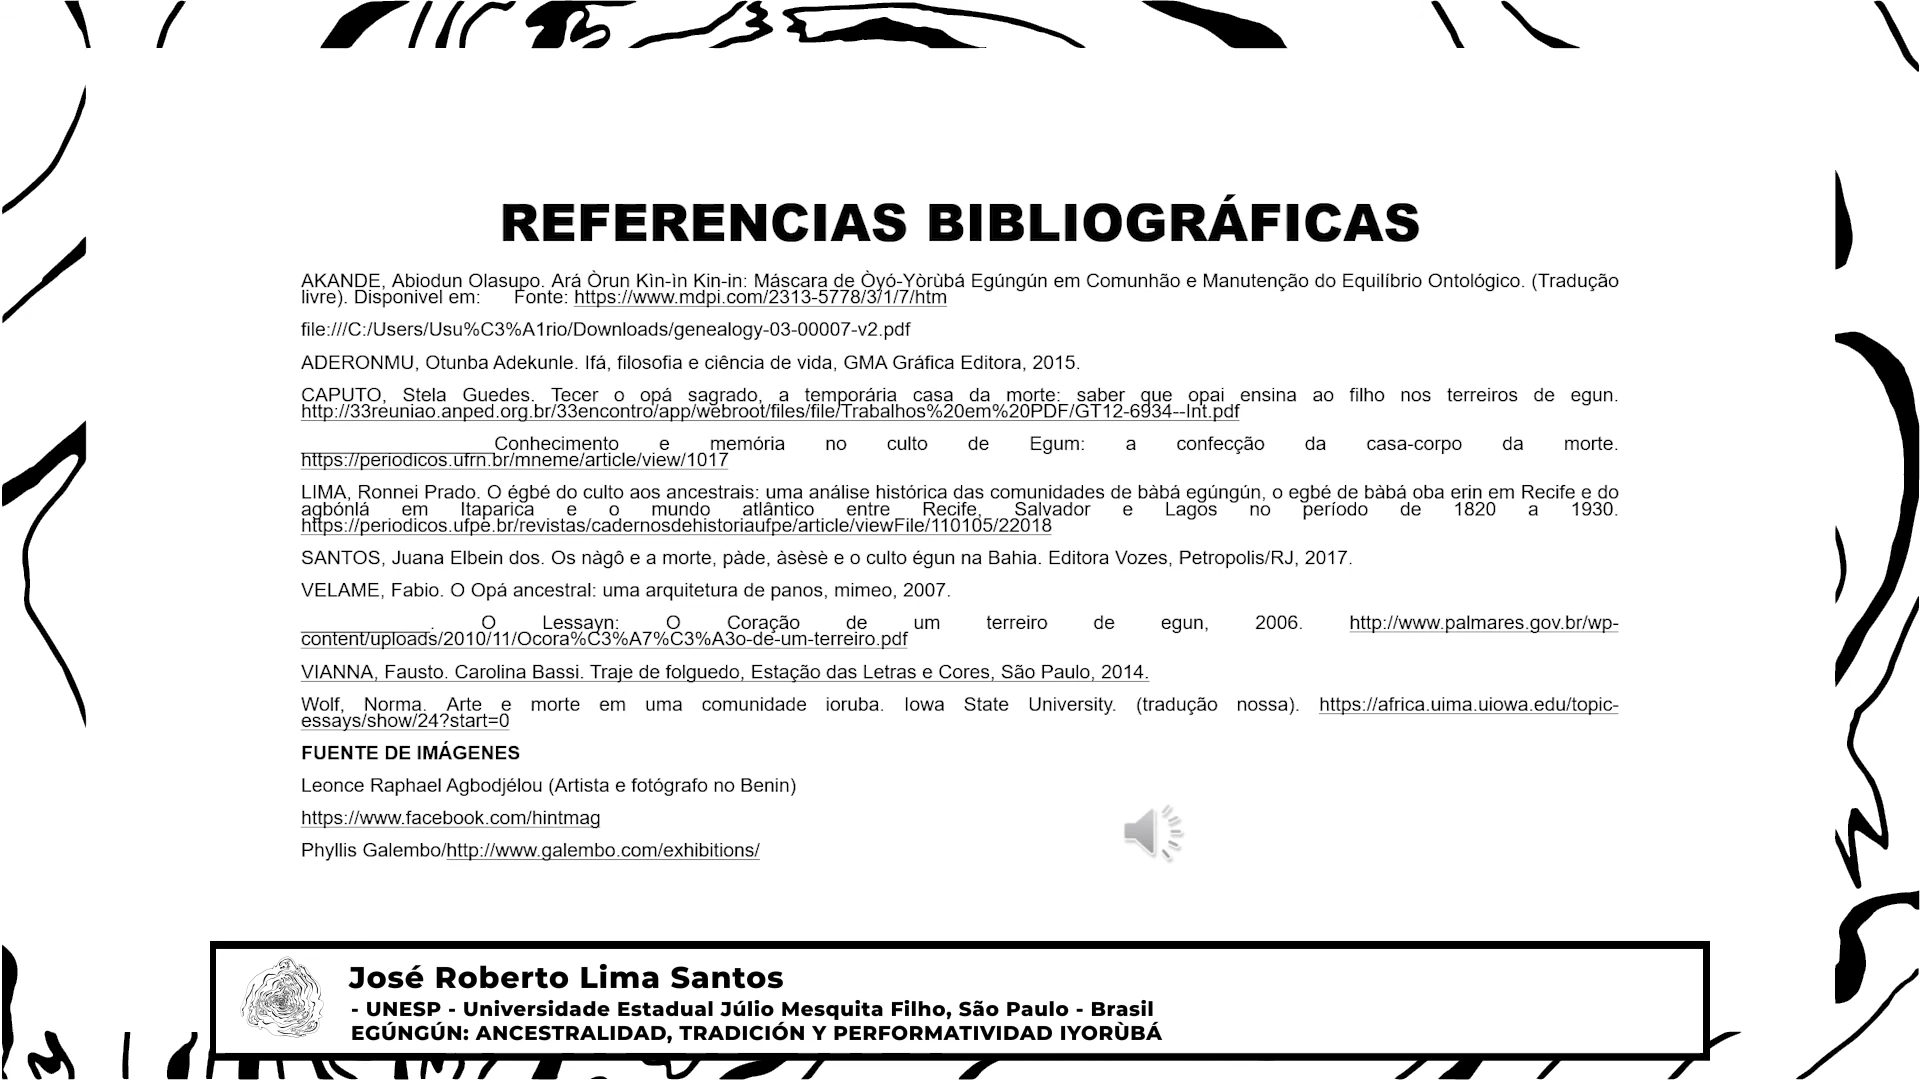 REFERENCIAS BIBLIOGRÁFICAS
AKANDE, Abiodun Olasupo. Ará Òrun Kìn-ìn Kin-in: Máscara de Òyó-Yòrùbá Egúngún em Comunhão e Manutenção do Equilíbrio Ontológico. (Tradução
livre). Disponivel em: Fonte: https://www.mdpi.com/2313-5778/3/1/7/htm
file:///C:/Users/Usu%C3%A1rio/Downloads/genealogy-03-00007-v2.pdf
ADERONMU, Otunba Adekunle. Ifá, filosofia e ciência de vida, GMA Gráfica Editora, 2015.
CAPUTO, Stela Guedes. Tecer o opá sagrado, a temporária casa da morte: saber que opai ensina ao filho nos terreiros de egun.
http://33reuniao.anped.org.br/33encontro/app/webroot/files/file/Trabalhos%20em%20PDF/GT12-6934--Int.pdf
__________________Conhecimento e memória no culto de Egum: a confecção da casa-corpo da morte.
https://periodicos.ufrn.br/mneme/article/view/1017
LIMA, Ronnei Prado. O égbé do culto aos ancestrais: uma análise histórica das comunidades de bàbá egúngún, o egbé de bàbá oba erin em Recife e do
agbónlá em Itaparica e o mundo atlântico entre Recife, Salvador e Lagos no período de 1820 a 1930.
https://periodicos.ufpe.br/revistas/cadernosdehistoriaufpe/article/viewFile/110105/22018
SANTOS, Juana Elbein dos. Os nàgô e a morte, pàde, àsèsè e o culto égun na Bahia. Editora Vozes, Petropolis/RJ, 2017.
VELAME, Fabio. O Opá ancestral: uma arquitetura de panos, mimeo, 2007.
____________. O Lessayn: O Coração de um terreiro de egun, 2006. http://www.palmares.gov.br/wp-
content/uploads/2010/11/Ocora%C3%A7%C3%A3o-de-um-terreiro.pdf
VIANNA, Fausto. Carolina Bassi. Traje de folguedo, Estação das Letras e Cores, São Paulo, 2014.
Wolf, Norma. Arte e morte em uma comunidade ioruba. Iowa State University. (tradução nossa). https://africa.uima.uiowa.edu/topic-
essays/show/24?start=0
FUENTE DE IMÁGENES
Leonce Raphael Agbodjélou (Artista e fotógrafo no Benin)
https://www.facebook.com/hintmag
Phyllis Galembo/http://www.galembo.com/exhibitions/
José Roberto Lima Santos
- UNESP - Universidade Estadual Júlio Mesquita Filho, São Paulo - Brasil
EGÚNGÚN: ANCESTRALIDAD, TRADICIÓN Y PERFORMATIVIDAD IYORÙBÁ